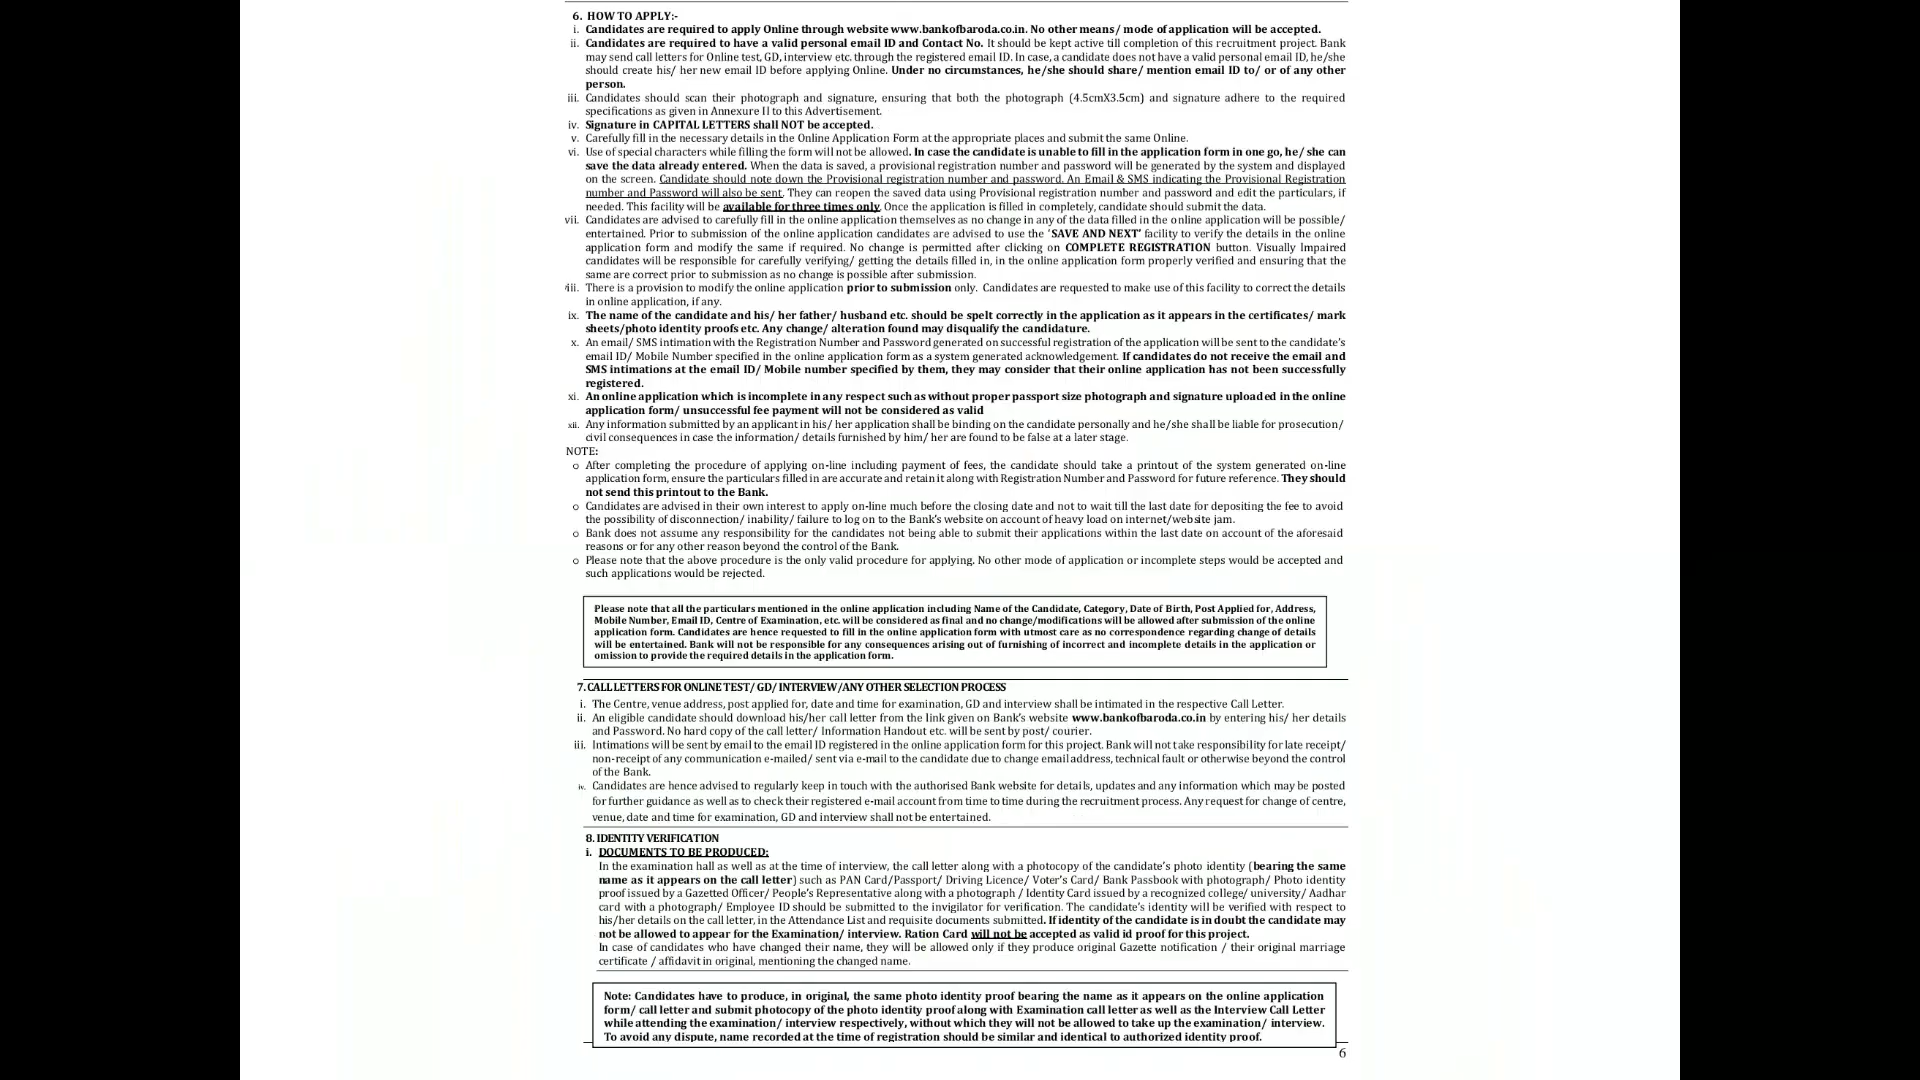 6. HOW TO APPLY:-
i. Candidates are required to apply Online through website www.bankofbaroda.co.in. No other means/ mode of application will be accepted.
ii. Candidates are required to have a valid personal email ID and Contact No. It should be kept active till completion of this recruitment project. Bank
may send call letters for Online test, GD, interview etc. through the registered email ID. In case, a candidate does not have a valid personal email ID, he/she
should create his/ her new email ID before applying Online. Under no circumstances, he/she should share/ mention email ID to/ or of any other
person.
iii. Candidates should scan their photograph and signature, ensuring that both the photograph (4.5cmX3.5cm) and signature adhere to the required
specifications as given in Annexure II to this Advertisement.
iv. Signature in CAPITAL LETTERS shall NOT be accepted.
v. Carefully fill in the necessary details in the Online Application Form at the appropriate places and submit the same Online.
vi. Use of special characters while filling the form will not be allowed. In case the candidate is unable to fill in the application form in one go, he/ she can
save the data already entered. When the data is saved, a provisional registration number and password will be generated by the system and displayed
on the screen. Candidate should note down the Provisional registration number and password. An Email & SMS indicating the Provisional Registration
number and Password will also be sent. They can reopen the saved data using Provisional registration number and password and edit the particulars, if
needed. This facility will be available for three times only. Once the application is filled in completely, candidate should submit the data.
vii. Candidates are advised to carefully fill in the online application themselves as no change in any of the data filled in the online application will be possible/
entertained. Prior to submission of the online application candidates are advised to use the 'SAVE AND NEXT' facility to verify the details in the online
application form and modify the same if required. No change is permitted after clicking on COMPLETE REGISTRATION button. Visually Impaired
candidates will be responsible for carefully verifying/ getting the details filled in, in the online application form properly verified and ensuring that the
same are correct prior to submission as no change is possible after submission.
viii. There is a provision to modify the online application prior to submission only. Candidates are requested to make use of this facility to correct the details
in online application, if any.
ix. The name of the candidate and his/ her father/ husband etc. should be spelt correctly in the application as it appears in the certificates/ mark
sheets/photo identity proofs etc. Any change/ alteration found may disqualify the candidature.
x. An email/ SMS intimation with the Registration Number and Password generated on successful registration of the application will be sent to the candidate's
email ID/ Mobile Number specified in the online application form as a system generated acknowledgement. If candidates do not receive the email and
SMS intimations at the email ID/ Mobile number specified by them, they may consider that their online application has not been successfully
registered.
xi. An online application which is incomplete in any respect such as without proper passport size photograph and signature uploaded in the online
application form/ unsuccessful fee payment will not be considered as valid
xii. Any information submitted by an applicant in his/ her application shall be binding on the candidate personally and he/she shall be liable for prosecution/
civil consequences in case the information/ details furnished by him/ her are found to be false at a later stage.
NOTE:
o After completing the procedure of applying on-line including payment of fees, the candidate should take a printout of the system generated on-line
application form, ensure the particulars filled in are accurate and retain it along with Registration Number and Password for future reference. They should
not send this printout to the Bank.
o Candidates are advised in their own interest to apply on-line much before the closing date and not to wait till the last date for depositing the fee to avoid
the possibility of disconnection/ inability/ failure to log on to the Bank's website on account of heavy load on internet/website jam.
o Bank does not assume any responsibility for the candidates not being able to submit their applications within the last date on account of the aforesaid
reasons or for any other reason beyond the control of the Bank.
o Please note that the above procedure is the only valid procedure for applying. No other mode of application or incomplete steps would be accepted and
such applications would be rejected.
Please note that all the particulars mentioned in the online application including Name of the Candidate, Category, Date of Birth, Post Applied for, Address,
Mobile Number, Email ID, Centre of Examination, etc. will be considered as final and no change/modifications will be allowed after submission of the online
application form. Candidates are hence requested to fill in the online application form with utmost care as no correspondence regarding change of details
will be entertained. Bank will not be responsible for any consequences arising out of furnishing of incorrect and incomplete details in the application or
omission to provide the required details in the application form.
7. CALL LETTERS FOR ONLINE TEST/ GD/ INTERVIEW/ANY OTHER SELECTION PROCESS
i. The Centre, venue address, post applied for, date and time for examination, GD and interview shall be intimated in the respective Call Letter.
ii. An eligible candidate should download his/her call letter from the link given on Bank's website www.bankofbaroda.co.in by entering his/ her details
and Password. No hard copy of the call letter/ Information Handout etc. will be sent by post/ courier.
iii. Intimations will be sent by email to the email ID registered in the online application form for this project. Bank will not take responsibility for late receipt/
non-receipt of any communication e-mailed/ sent via e-mail to the candidate due to change email address, technical fault or otherwise beyond the control
of the Bank.
iv. Candidates are hence advised to regularly keep in touch with the authorised Bank website for details, updates and any information which may be posted
for further guidance as well as to check their registered e-mail account from time to time during the recruitment process. Any request for change of centre,
venue, date and time for examination, GD and interview shall not be entertained.
8. IDENTITY VERIFICATION
i. DOCUMENTS TO BE PRODUCED:
In the examination hall as well as at the time of interview, the call letter along with a photocopy of the candidate's photo identity (bearing the same
name as it appears on the call letter) such as PAN Card/Passport/ Driving Licence/ Voter's Card/ Bank Passbook with photograph/ Photo identity
proof issued by a Gazetted Officer/ People's Representative along with a photograph / Identity Card issued by a recognized college/ university/ Aadhar
card with a photograph/ Employee ID should be submitted to the invigilator for verification. The candidate's identity will be verified with respect to
his/her details on the call letter, in the Attendance List and requisite documents submitted. If identity of the candidate is in doubt the candidate may
not be allowed to appear for the Examination/ interview. Ration Card will not be accepted as valid id proof for this project.
In case of candidates who have changed their name, they will be allowed only if they produce original Gazette notification / their original marriage
certificate / affidavit in original, mentioning the changed name.
Note: Candidates have to produce, in original, the same photo identity proof bearing the name as it appears on the online application
form/ call letter and submit photocopy of the photo identity proof along with Examination call letter as well as the Interview Call Letter
while attending the examination/ interview respectively, without which they will not be allowed to take up the examination/ interview.
To avoid any dispute, name recorded at the time of registration should be similar and identical to authorized identity proof.
6